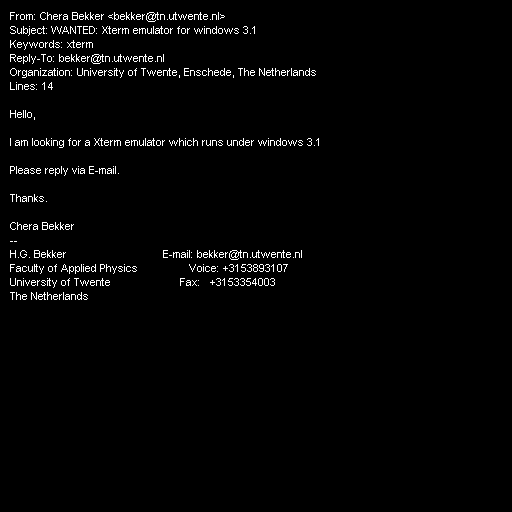 From: Chera Bekker <bekker@tn.utwente.nl>
Subject: WANTED: Xterm emulator for windows 3.1
Keywords: xterm
Reply-To: bekker@tn.utwente.nl
Organization: University of Twente, Enschede, The Netherlands
Lines: 14

Hello,

I am looking for a Xterm emulator which runs under windows 3.1

Please reply via E-mail.

Thanks.

Chera Bekker
--
H.G. Bekker                              E-mail: bekker@tn.utwente.nl
Faculty of Applied Physics                Voice: +3153893107
University of Twente                      Fax:   +3153354003
The Netherlands